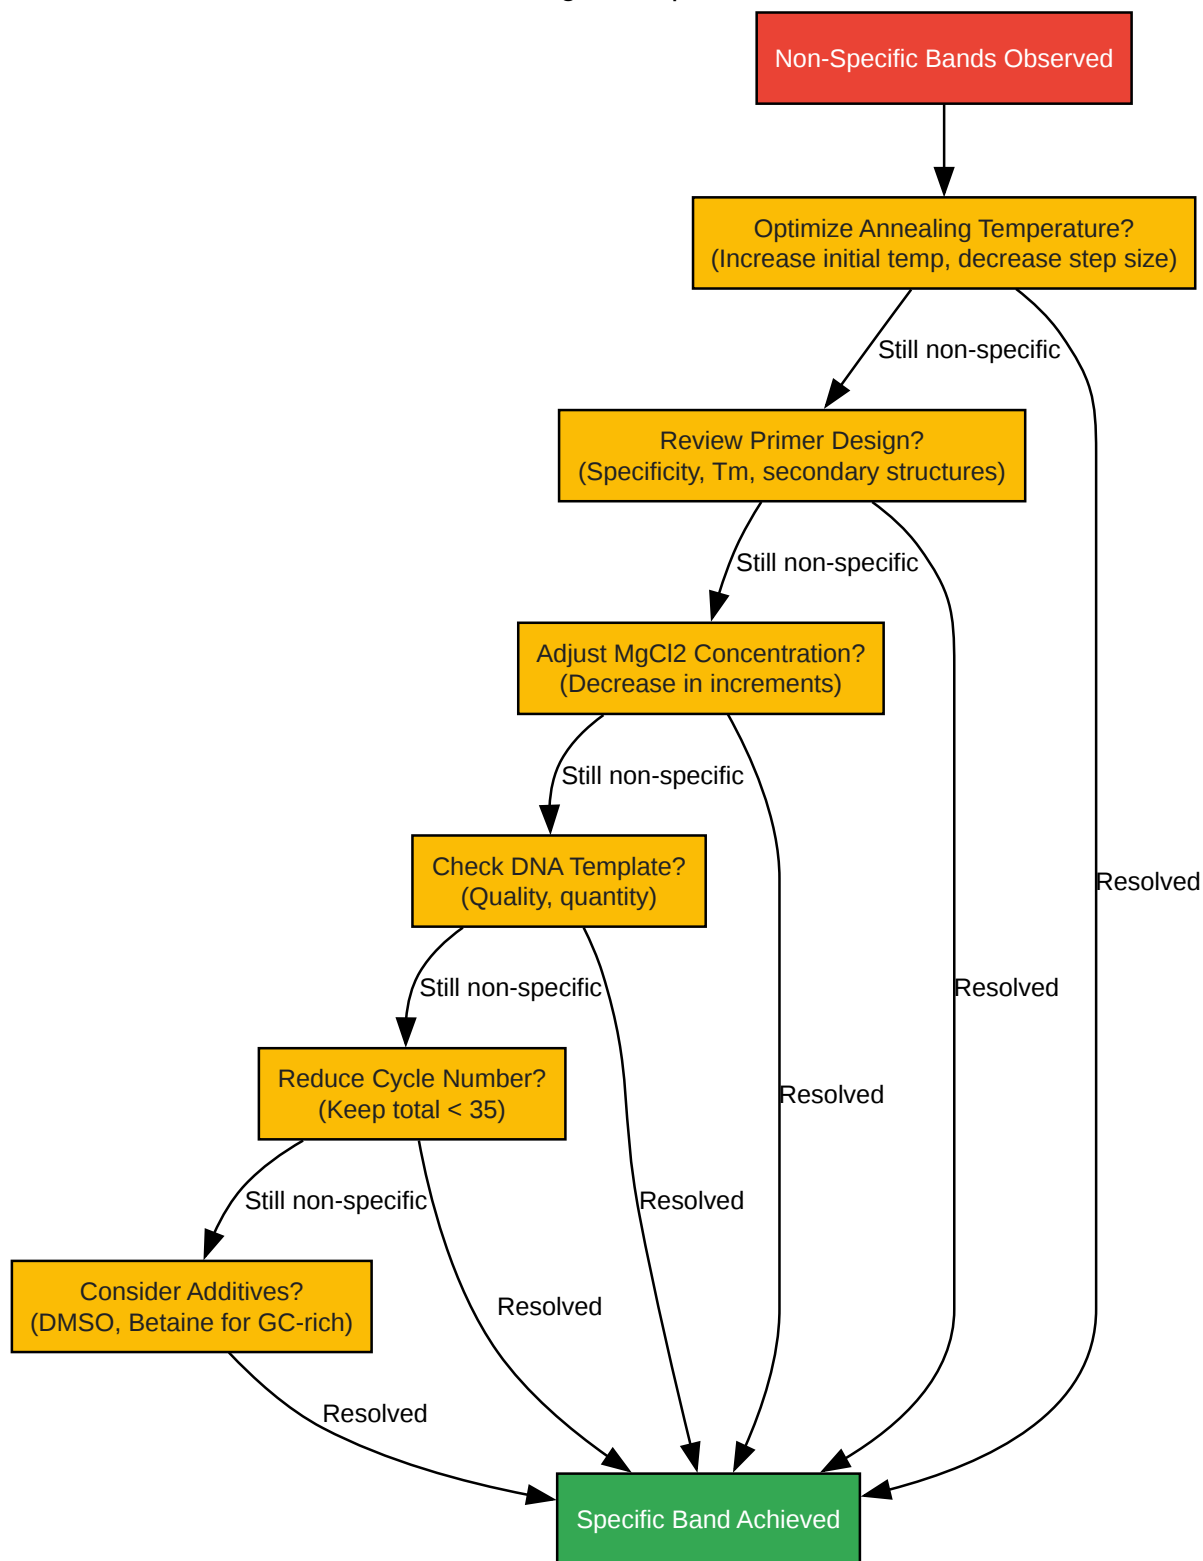 Non-Specific Bands Observed
Optimize Annealing Temperature?
(Increase initial temp, decrease step size)
Still non-specific
Review Primer Design?
(Specificity, Tm, secondary structures)
Still non-specific
Adjust MgCl2 Concentration?
(Decrease in increments)
Still non-specific
Check DNA Template?
(Quality, quantity)
Resolved
Still non-specific
Resolved
Reduce Cycle Number?
(Keep total < 35)
Resolved
Still non-specific
Resolved
Consider Additives?
(DMSO, Betaine for GC-rich)
Resolved
Resolved
Specific Band Achieved